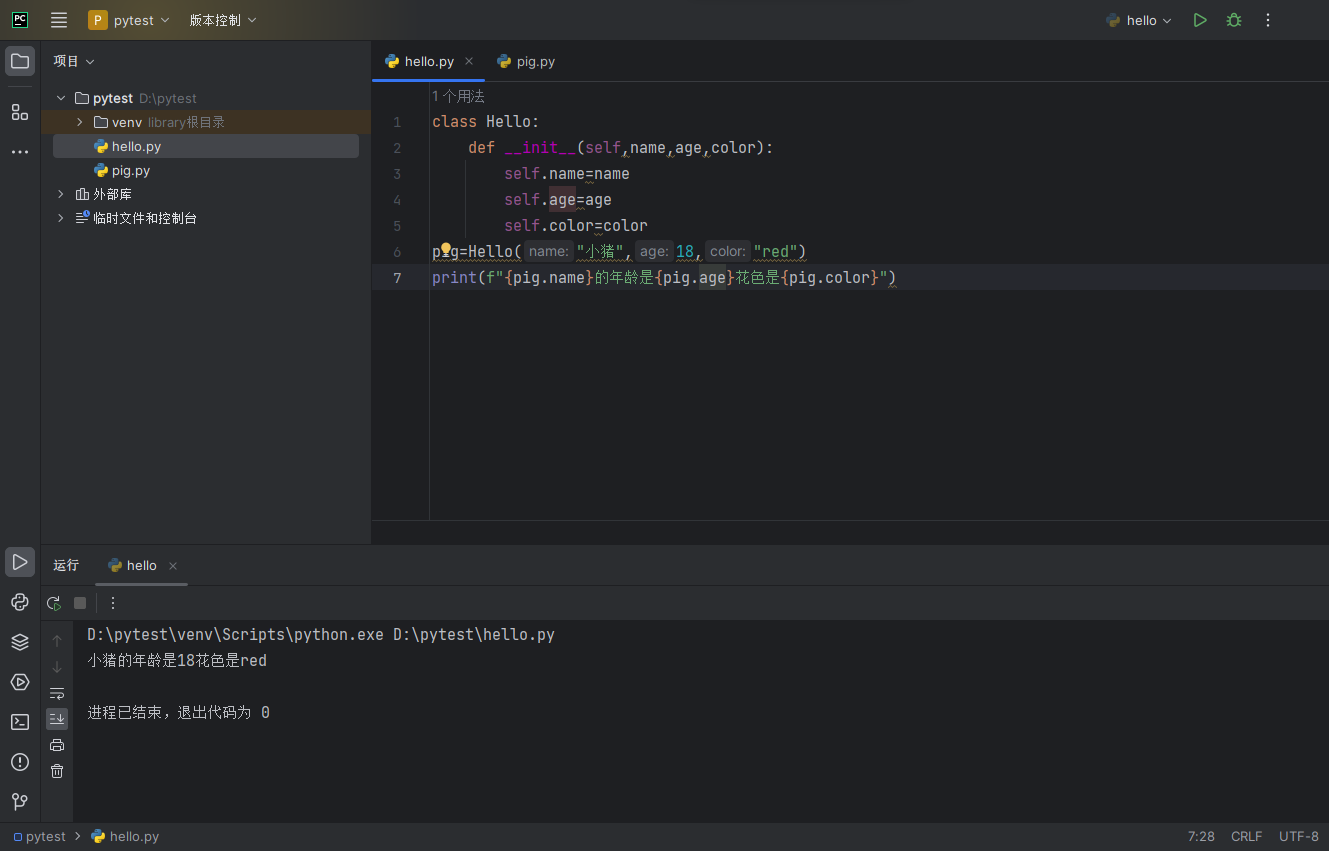 PC P pytest 版本控制 hello
项目
pytest D:\pytest
venv library根目录
hello.py
pig.py
外部库
临时文件和控制台
hello.py pig.py
1 个用法
1 class Hello:
2 def __init__(self,name,age,color):
3 self.name=name
4 self.age=age
5 self.color=color
6 pig=Hello( name: "小猪", age: 18, color: "red")
7 print(f"{pig.name}的年龄是{pig.age}花色是{pig.color}")
运行 hello
D:\pytest\venv\Scripts\python.exe D:\pytest\hello.py
小猪的年龄是18花色是red
进程已结束，退出代码为 0
pytest hello.py 7:28 CRLF UTF-8